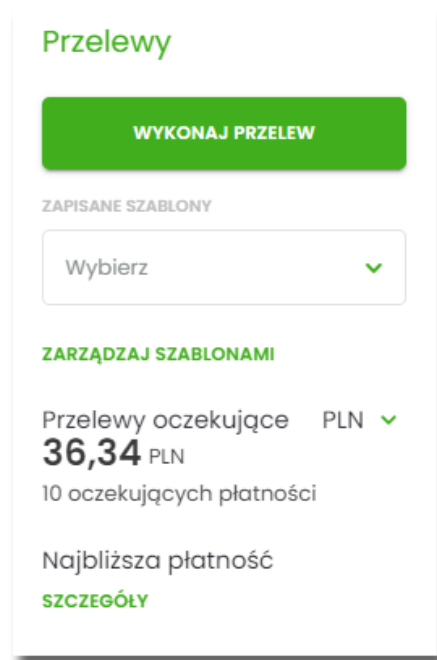 Przelewy
WYKONAJ PRZELEW
ZAPISANE SZABLONY
Wybierz
ZARZĄDZAJ SZABLONAMI
Przelewy oczekujące PLN
36,34 PLN
10 oczekujących płatności
Najbliższa płatność
SZCZEGÓŁY